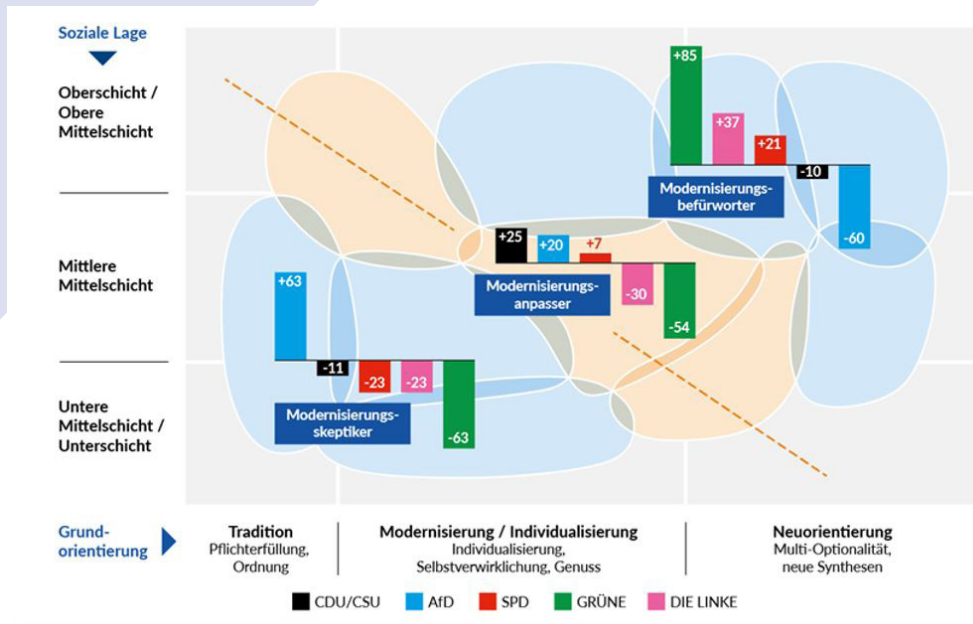 Soziale Lage
Oberschicht /
Obere
Mittelschicht
Mittlere
Mittelschicht
Untere
Mittelschicht /
Unterschicht
+85
+37
+21
-10
-60
Modernisierungs-
befürworter
+25
+20
+7
-30
-54
Modernisierungs-
anpasser
+63
-11
-23
-23
-63
Modernisierungs-
skeptiker
Grund-
orientierung
Tradition
Pflichterfüllung,
Ordnung
Modernisierung / Individualisierung
Individualisierung,
Selbstverwirklichung, Genuss
Neuorientierung
Multi-Optionalität,
neue Synthesen
CDU/CSU
AfD
SPD
GRÜNE
DIE LINKE